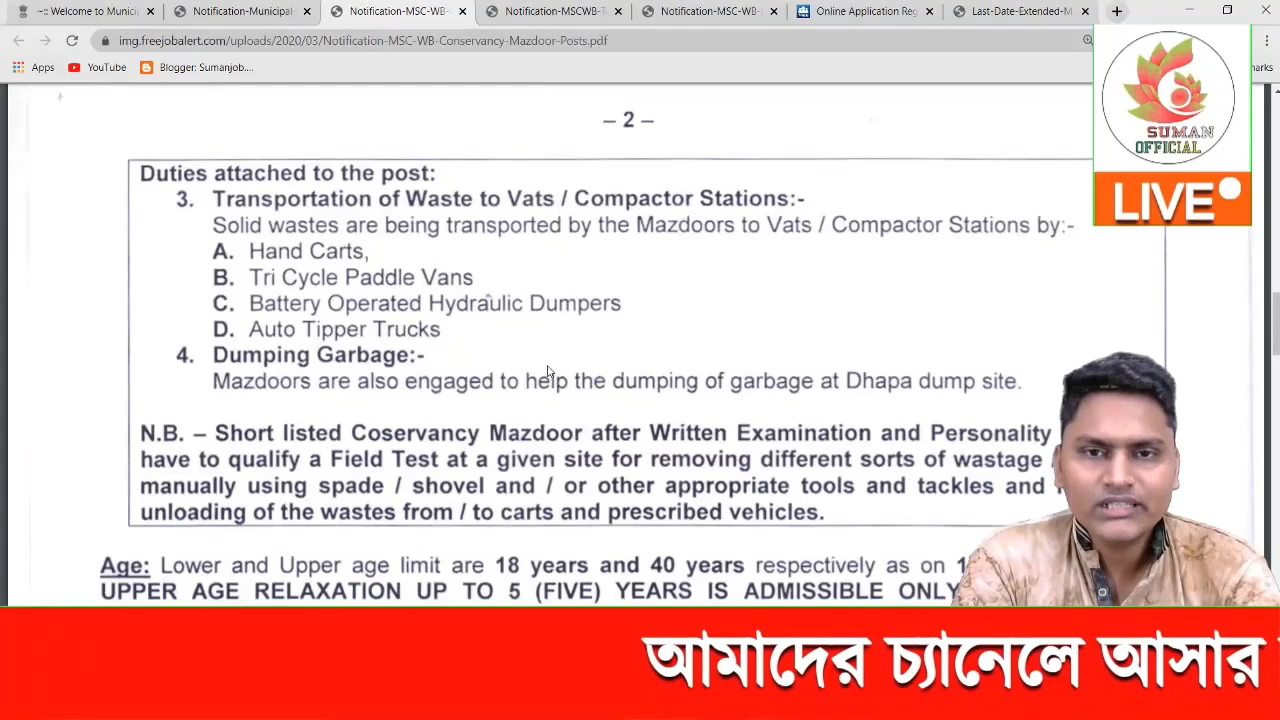 ~:: Welcome to Munici
Notification-Municipal-
Notification-MSC-WB-
Notification-MSCWB-T
Notification-MSC-WB-
Online Application Reg
Last-Date-Extended-M
img.freejobalert.com/uploads/2020/03/Notification-MSC-WB-Conservancy-Mazdoor-Posts.pdf
Apps
YouTube
Blogger: Sumanjob....
SUMAN
OFFICIAL
LIVE
– 2 –
Duties attached to the post:
3. Transportation of Waste to Vats / Compactor Stations:-
Solid wastes are being transported by the Mazdoors to Vats / Compactor Stations by:-
A. Hand Carts,
B. Tri Cycle Paddle Vans
C. Battery Operated Hydraulic Dumpers
D. Auto Tipper Trucks
4. Dumping Garbage:-
Mazdoors are also engaged to help the dumping of garbage at Dhapa dump site.
N.B. – Short listed Coservancy Mazdoor after Written Examination and Personality
have to qualify a Field Test at a given site for removing different sorts of wastage
manually using spade / shovel and / or other appropriate tools and tackles and
unloading of the wastes from / to carts and prescribed vehicles.
Age: Lower and Upper age limit are 18 years and 40 years respectively as on
UPPER AGE RELAXATION UP TO 5 (FIVE) YEARS IS ADMISSIBLE ONLY
আমাদের চ্যানেলে আসার